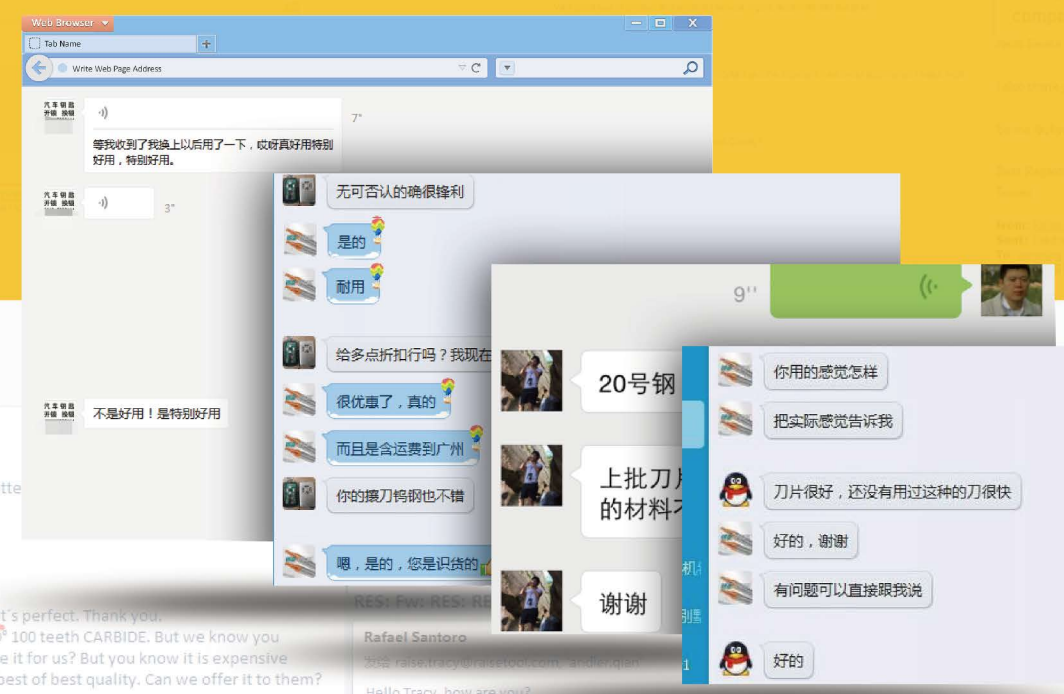 Web Browser
Tab Name
Write Web Page Address
汽车钥匙
开锁 换锁
7"
等我收到了我换上以后用了一下，哎呀真好用特别
好用，特别好用。
汽车钥匙
开锁 换锁
3"
汽车钥匙
开锁 换锁
不是好用！是特别好用
无可否认的确很锋利
是的
耐用
给多点折扣行吗？我现在
很优惠了，真的
而且是含运费到广州
你的镶刀钨钢也不错
嗯，是的，您是识货的
9''
20号钢
上批刀
的材料
谢谢
你用的感觉怎样
把实际感觉告诉我
刀片很好，还没有用过这种的刀很快
好的，谢谢
有问题可以直接跟我说
好的
t's perfect. Thank you.
100 teeth CARBIDE. But we know you
e it for us? But you know it is expensive
best of best quality. Can we offer it to them?
RES: Fw: RES: RE
Rafael Santoro
Hello Tracy, how are you?